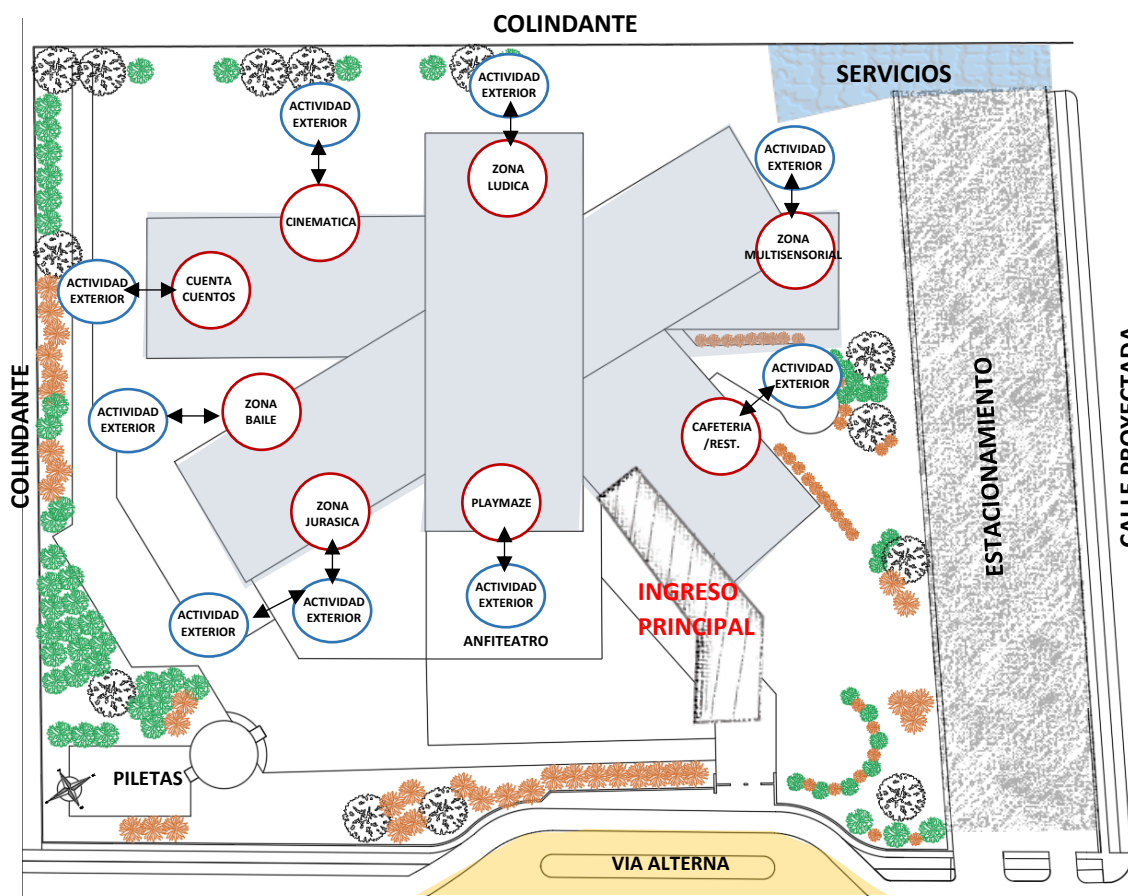 COLINDANTE
SERVICIOS
ACTIVIDAD
EXTERIOR
ACTIVIDAD
EXTERIOR
ACTIVIDAD
EXTERIOR
ZONA
LUDICA
CINEMATICA
ZONA
MULTISENSORIAL
ACTIVIDAD
EXTERIOR
CUENTA
CUENTOS
COLINDANTE
ACTIVIDAD
EXTERIOR
ZONA
BAILE
ACTIVIDAD
EXTERIOR
CAFETERIA
/REST.
ESTACIONAMIENTO
CALLE PROYECTADA
ZONA
JURASICA
PLAYMAZE
ACTIVIDAD
EXTERIOR
ACTIVIDAD
EXTERIOR
ACTIVIDAD
EXTERIOR
ANFITEATRO
INGRESO
PRINCIPAL
PILETAS
VIA ALTERNA